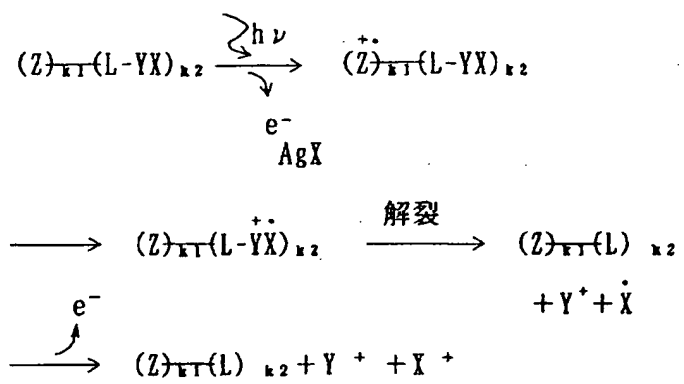 hν
(Z)k1(L-YX)k2 → (Z+·)k1(L-YX)k2
e−
AgX
→ (Z)k1(L-YX+·)k2 解裂 → (Z)k1(L) k2
+ Y+ + Ẋ
e−
→ (Z)k1(L) k2 + Y + + X +